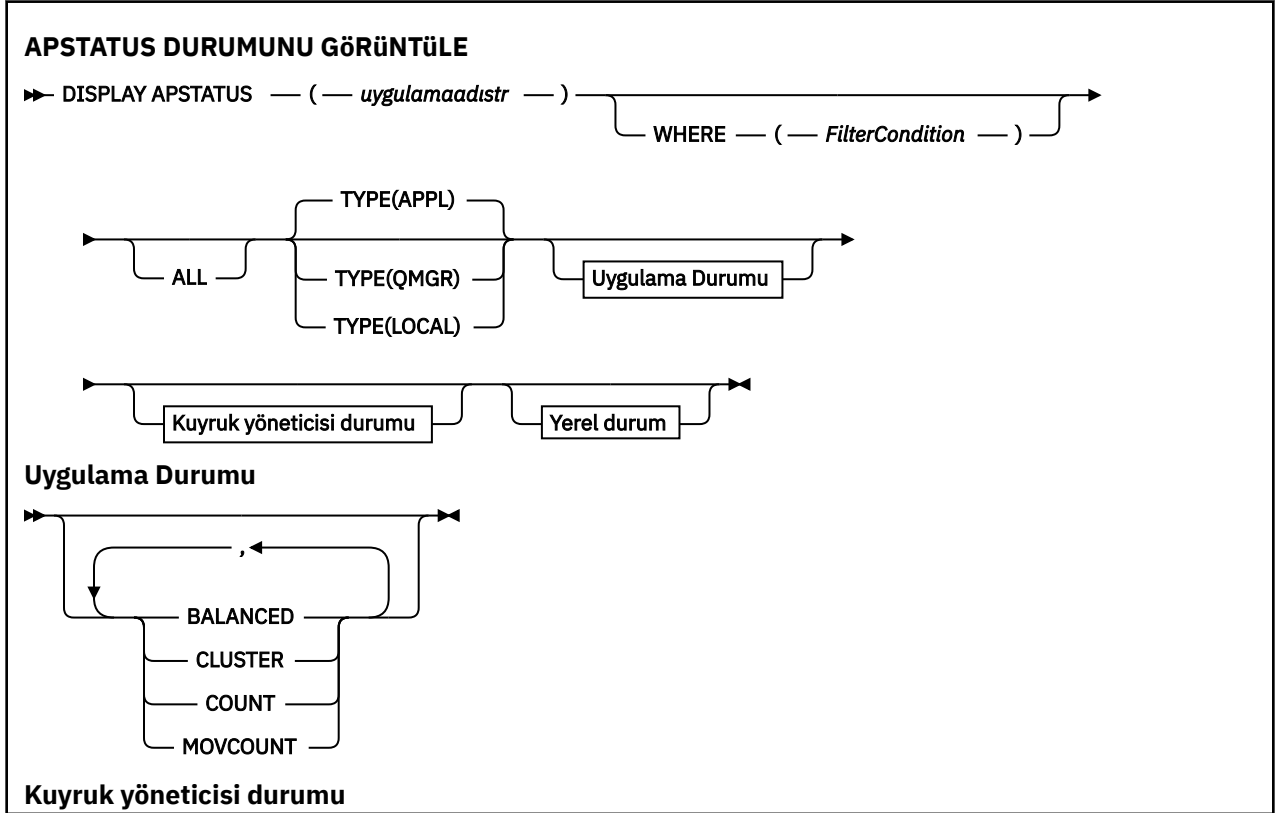 APSTATUS DURUMUNU GöRüNTüLE
DISPLAY APSTATUS ( uygulamaadıstr )
WHERE ( FilterCondition )
TYPE(APPL)
ALL
TYPE(QMGR)
Uygulama Durumu
TYPE(LOCAL)
Kuyruk yöneticisi durumu
Yerel durum
Uygulama Durumu
,
BALANCED
CLUSTER
COUNT
MOVCOUNT
Kuyruk yöneticisi durumu